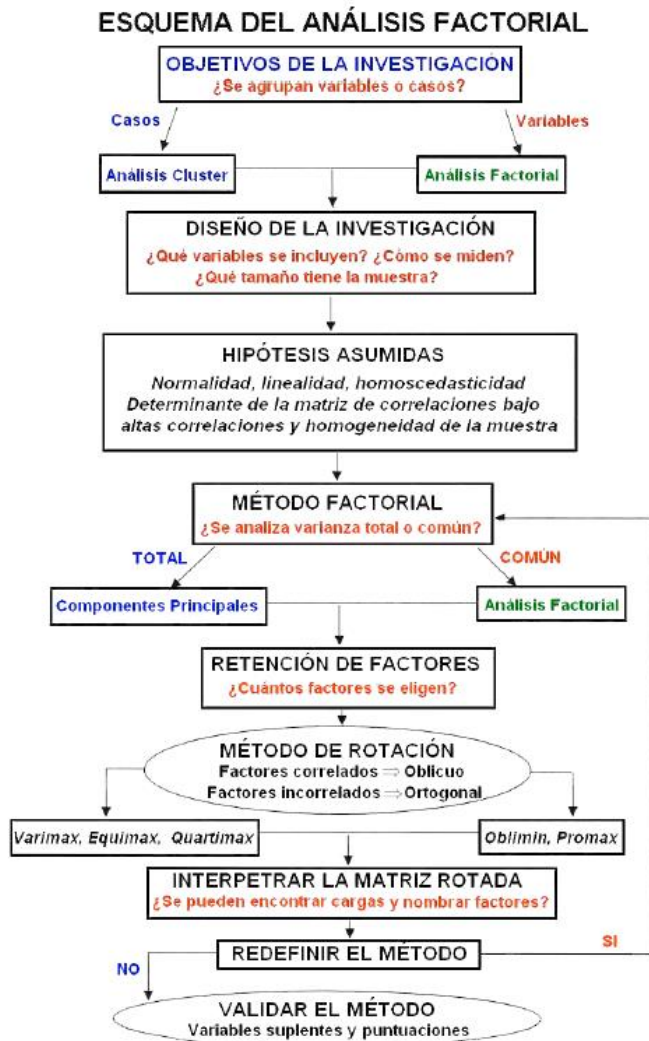 ESQUEMA DEL ANÁLISIS FACTORIAL
OBJETIVOS DE LA INVESTIGACIÓN
¿Se agrupan variables o casos?
Casos
Variables
Análisis Cluster
Análisis Factorial
DISEÑO DE LA INVESTIGACIÓN
¿Qué variables se incluyen? ¿Cómo se miden?
¿Qué tamaño tiene la muestra?
HIPÓTESIS ASUMIDAS
Normalidad, linealidad, homoscedasticidad
Determinante de la matriz de correlaciones bajo
altas correlaciones y homogeneidad de la muestra
MÉTODO FACTORIAL
¿Se analiza varianza total o común?
TOTAL
COMÚN
Componentes Principales
Análisis Factorial
RETENCIÓN DE FACTORES
¿Cuántos factores se eligen?
MÉTODO DE ROTACIÓN
Factores correlados ⇒ Oblicuo
Factores incorrelados ⇒ Ortogonal
Varimax, Equimax, Quartimax
Oblimin, Promax
INTERPETRAR LA MATRIZ ROTADA
¿Se pueden encontrar cargas y nombrar factores?
REDEFINIR EL MÉTODO
SI
NO
VALIDAR EL MÉTODO
Variables suplentes y puntuaciones